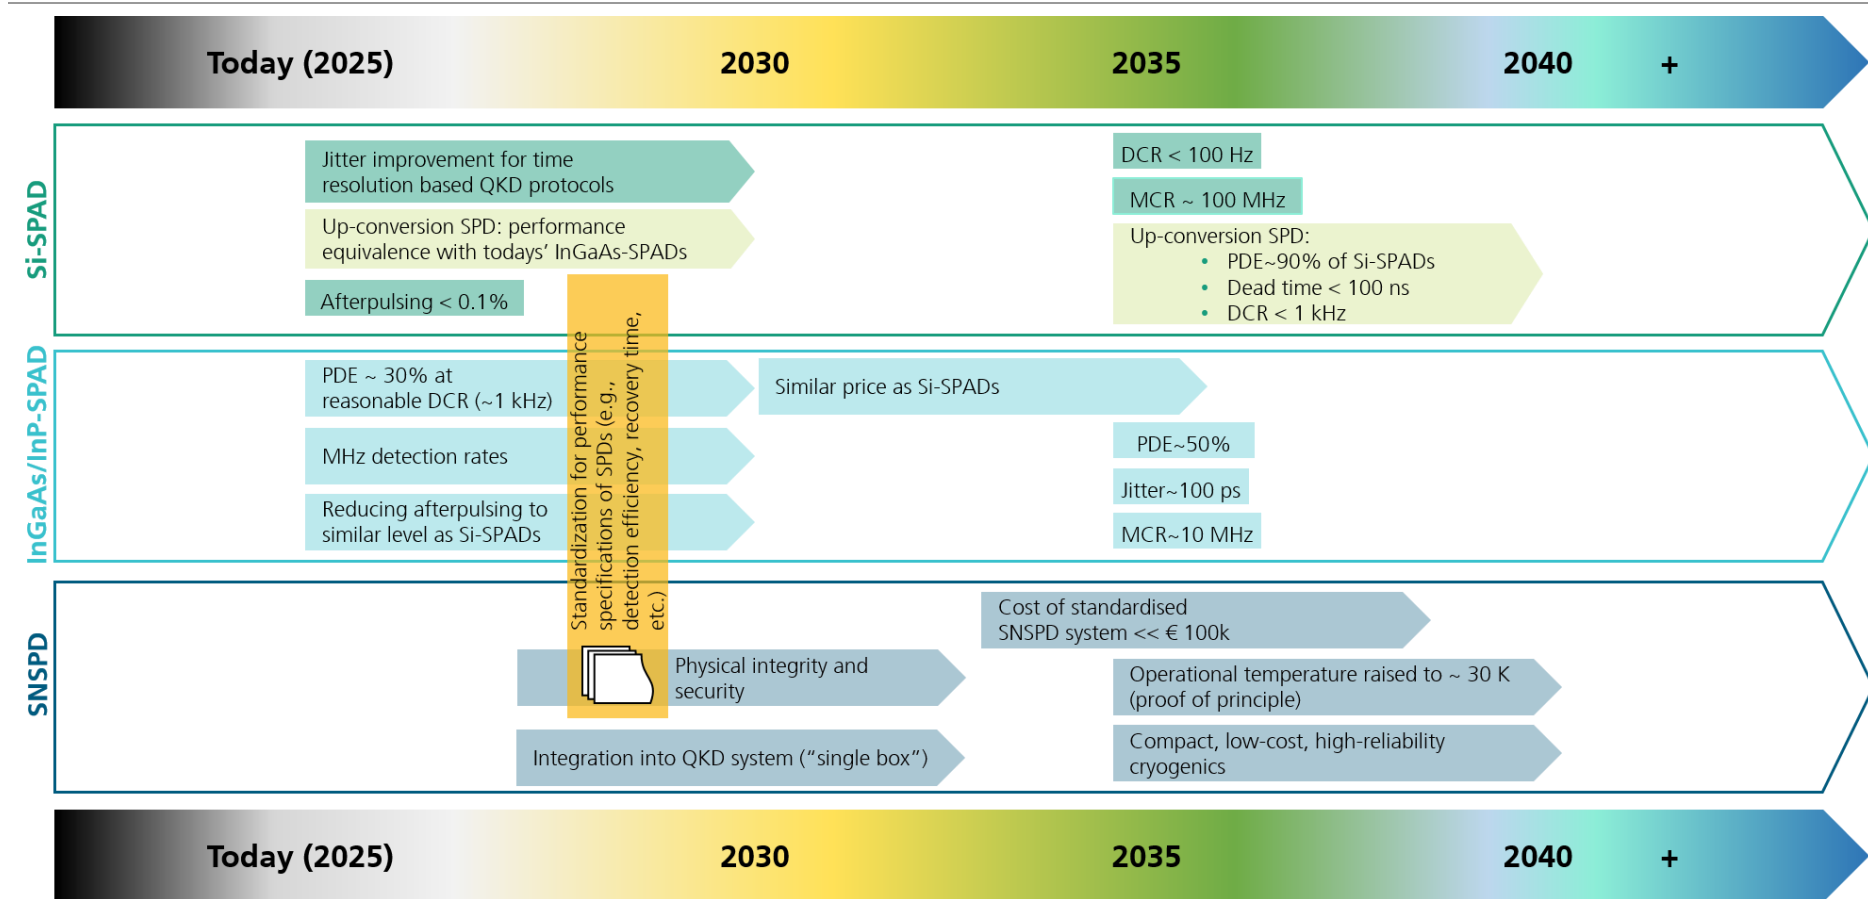 Today (2025)
2030
2035
2040
+
Si-SPAD
Jitter improvement for time
resolution based QKD protocols
Up-conversion SPD: performance
equivalence with todays’ InGaAs-SPADs
Afterpulsing < 0.1%
DCR < 100 Hz
MCR ~ 100 MHz
Up-conversion SPD:
• PDE~90% of Si-SPADs
• Dead time < 100 ns
• DCR < 1 kHz
Standardization for performance
specifications of SPDs (e.g.,
detection efficiency, recovery time,
etc.)
InGaAs/InP-SPAD
PDE ~ 30% at
reasonable DCR (~1 kHz)
MHz detection rates
Reducing afterpulsing to
similar level as Si-SPADs
Similar price as Si-SPADs
PDE~50%
Jitter~100 ps
MCR~10 MHz
SNSPD
Physical integrity and
security
Integration into QKD system (“single box”)
Cost of standardised
SNSPD system << € 100k
Operational temperature raised to ~ 30 K
(proof of principle)
Compact, low-cost, high-reliability
cryogenics
Today (2025)
2030
2035
2040
+